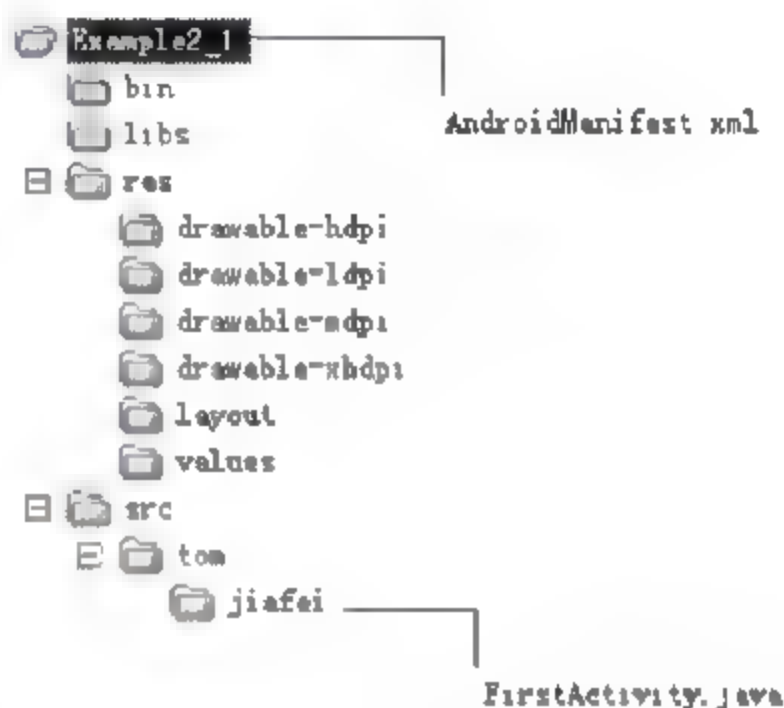 Example2_1
bin
AndroidManifest.xml
libs
res
drawable-hdpi
drawable-ldpi
drawable-mdpi
drawable-xhdpi
layout
values
src
tom
jiafei
FirstActivity.java